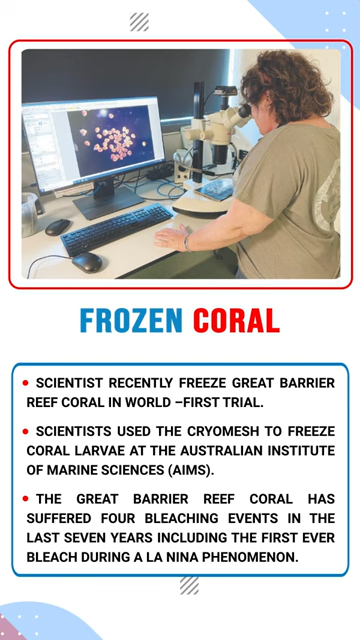 FROZEN CORAL
• SCIENTIST RECENTLY FREEZE GREAT BARRIER
REEF CORAL IN WORLD –FIRST TRIAL.
• SCIENTISTS USED THE CRYOMESH TO FREEZE
CORAL LARVAE AT THE AUSTRALIAN INSTITUTE
OF MARINE SCIENCES (AIMS).
• THE GREAT BARRIER REEF CORAL HAS
SUFFERED FOUR BLEACHING EVENTS IN THE
LAST SEVEN YEARS INCLUDING THE FIRST EVER
BLEACH DURING A LA NINA PHENOMENON.